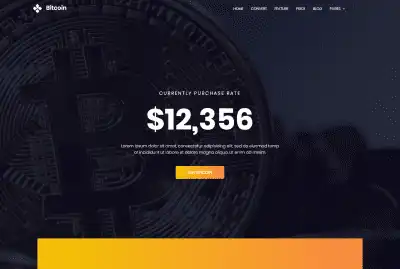 Bitcoin
HOME CONVERT FEATURE PRICE BLOG PAGES
CURRENTLY PURCHASE RATE
$12,356
Lorem ipsum dolor sit amet, consectetur adipisicing elit, sed do eiusmod temp
or incididunt ut labore et dolore magna aliqua ut enim ad minim.